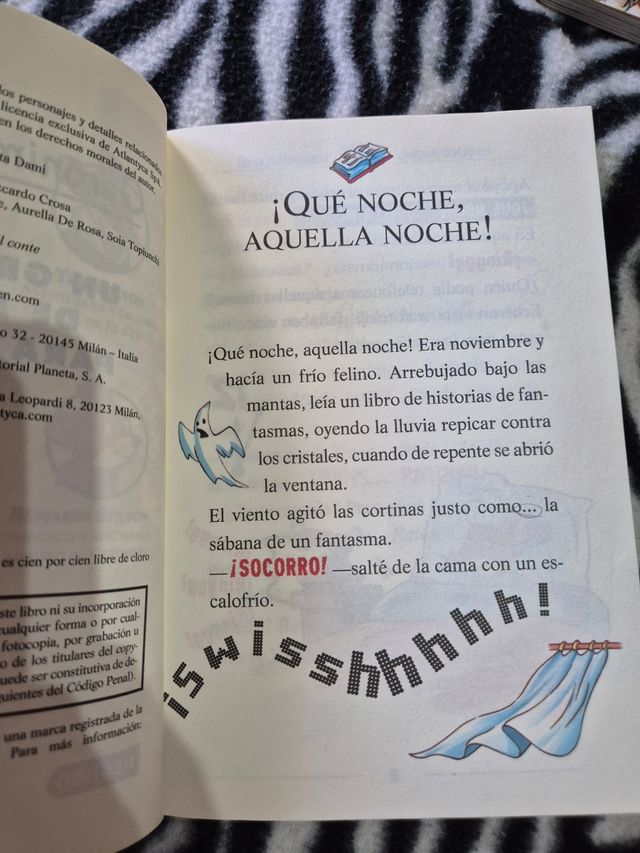 los personajes y detalles relacionados
licencia exclusiva de Atlantyca SpA,
en los derechos morales del autor.
ta Dami
ccardo Crosa
e, Aurella De Rosa, Soia Topiunchi
l conte
en.com
o 32 - 20145 Milán – Italia
torial Planeta, S. A.
a Leopardi 8, 20123 Milán,
tyca.com
es cien por cien libre de cloro
ste libro ni su incorporación
cualquier forma o por cual-
fotocopia, por grabación u
o de los titulares del copy-
puede ser constitutiva de de-
guientes del Código Penal).
una marca registrada de la
Para más información:
¡QUÉ NOCHE,
AQUELLA NOCHE!
¡Qué noche, aquella noche! Era noviembre y
hacía un frío felino. Arrebujado bajo las
mantas, leía un libro de historias de fan-
tasmas, oyendo la lluvia repicar contra
los cristales, cuando de repente se abrió
la ventana.
El viento agitó las cortinas justo como... la
sábana de un fantasma.
—¡SOCORRO! —salté de la cama con un es-
calofrío.
¡swisshhhhh!